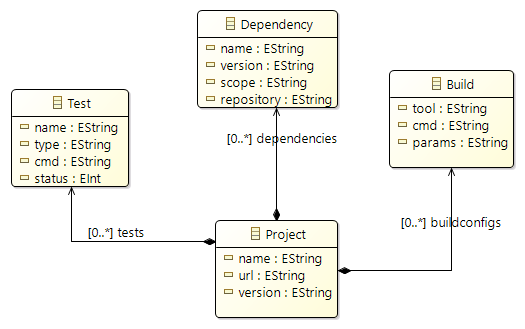 Dependency
name : EString
version : EString
scope : EString
repository : EString
Build
tool : EString
cmd : EString
params : EString
Test
name : EString
type : EString
cmd : EString
status : EInt
[0..*] dependencies
[0..*] tests
[0..*] buildconfigs
Project
name : EString
url : EString
version : EString